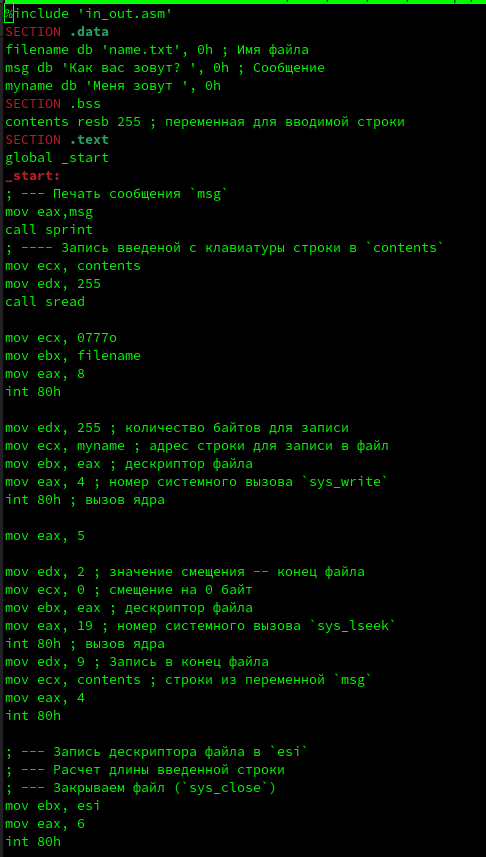 %include 'in_out.asm'
SECTION .data
filename db 'name.txt', 0h ; Имя файла
msg db 'Как вас зовут? ', 0h ; Сообщение
myname db 'Меня зовут ', 0h
SECTION .bss
contents resb 255 ; переменная для вводимой строки
SECTION .text
global _start
_start:
; --- Печать сообщения `msg`
mov eax,msg
call sprint
; ---- Запись введеной с клавиатуры строки в `contents`
mov ecx, contents
mov edx, 255
call sread
mov ecx, 0777o
mov ebx, filename
mov eax, 8
int 80h
mov edx, 255 ; количество байтов для записи
mov ecx, myname ; адрес строки для записи в файл
mov ebx, eax ; дескриптор файла
mov eax, 4 ; номер системного вызова `sys_write`
int 80h ; вызов ядра
mov eax, 5
mov edx, 2 ; значение смещения -- конец файла
mov ecx, 0 ; смещение на 0 байт
mov ebx, eax ; дескриптор файла
mov eax, 19 ; номер системного вызова `sys_lseek`
int 80h ; вызов ядра
mov edx, 9 ; Запись в конец файла
mov ecx, contents ; строки из переменной `msg`
mov eax, 4
int 80h
; --- Запись дескриптора файла в `esi`
; --- Расчет длины введенной строки
; --- Закрываем файл (`sys_close`)
mov ebx, esi
mov eax, 6
int 80h